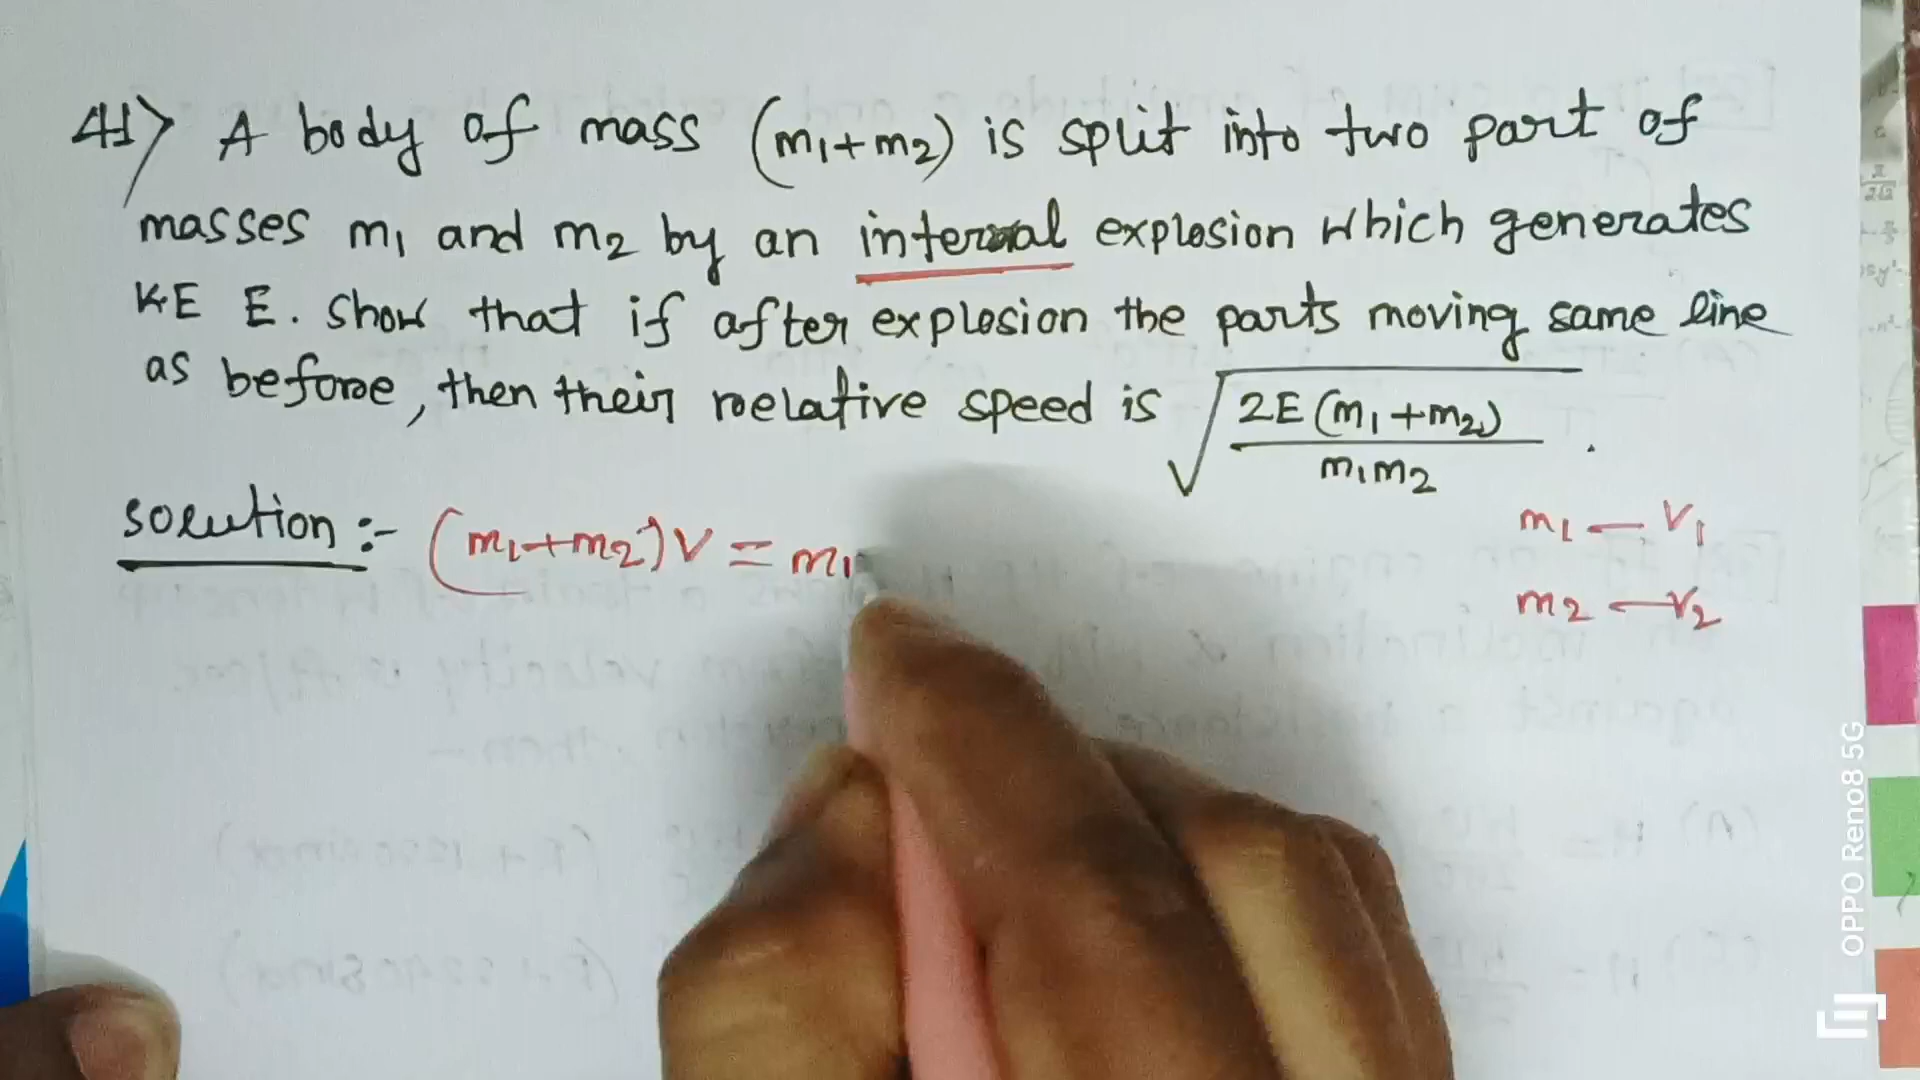 41> A body of mass (m1+m2) is split into two part of
masses m1 and m2 by an internal explosion which generates
KE E. Show that if after explosion the parts moving same line
as before, then their relative speed is √(2E(m1+m2)/m1m2).
Solution :- (m1+m2)V = m1
m1 — V1
m2 — V2
OPPO Reno8 5G